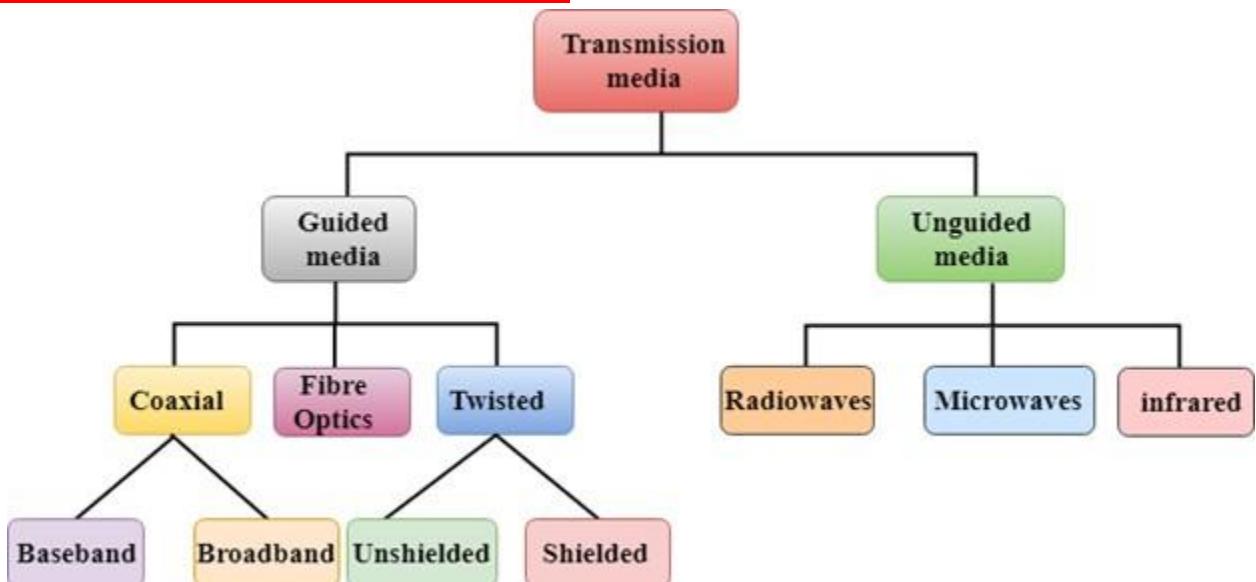 Transmission
media
Guided
media
Unguided
media
Coaxial
Fibre
Optics
Twisted
Radiowaves
Microwaves
infrared
Baseband
Broadband
Unshielded
Shielded